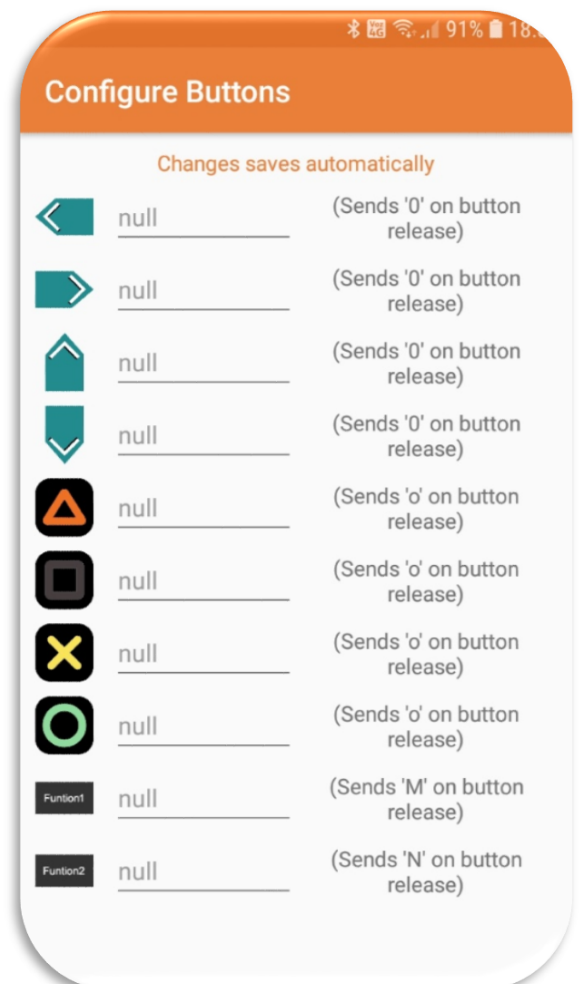 91% 18:
Configure Buttons
Changes saves automatically
null (Sends '0' on button
release)
null (Sends '0' on button
release)
null (Sends '0' on button
release)
null (Sends '0' on button
release)
null (Sends 'o' on button
release)
null (Sends 'o' on button
release)
null (Sends 'o' on button
release)
null (Sends 'o' on button
release)
Funtion1 null (Sends 'M' on button
release)
Funtion2 null (Sends 'N' on button
release)